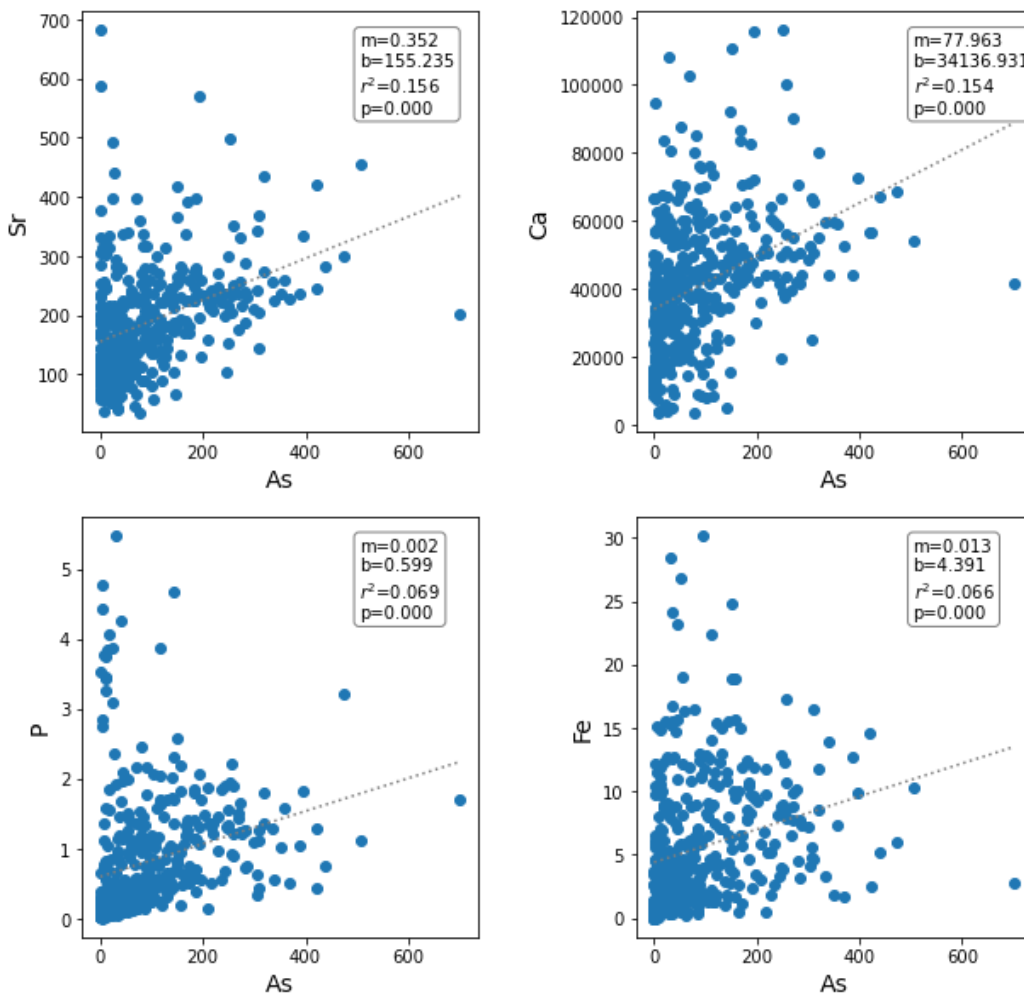 700
600
500
400
300
200
100
Sr
m=0.352
b=155.235
r²=0.156
p=0.000
0 200 400 600
As
120000
100000
80000
60000
40000
20000
0
Ca
m=77.963
b=34136.931
r²=0.154
p=0.000
0 200 400 600
As
5
4
3
2
1
0
P
m=0.002
b=0.599
r²=0.069
p=0.000
0 200 400 600
As
30
25
20
15
10
5
0
Fe
m=0.013
b=4.391
r²=0.066
p=0.000
0 200 400 600
As